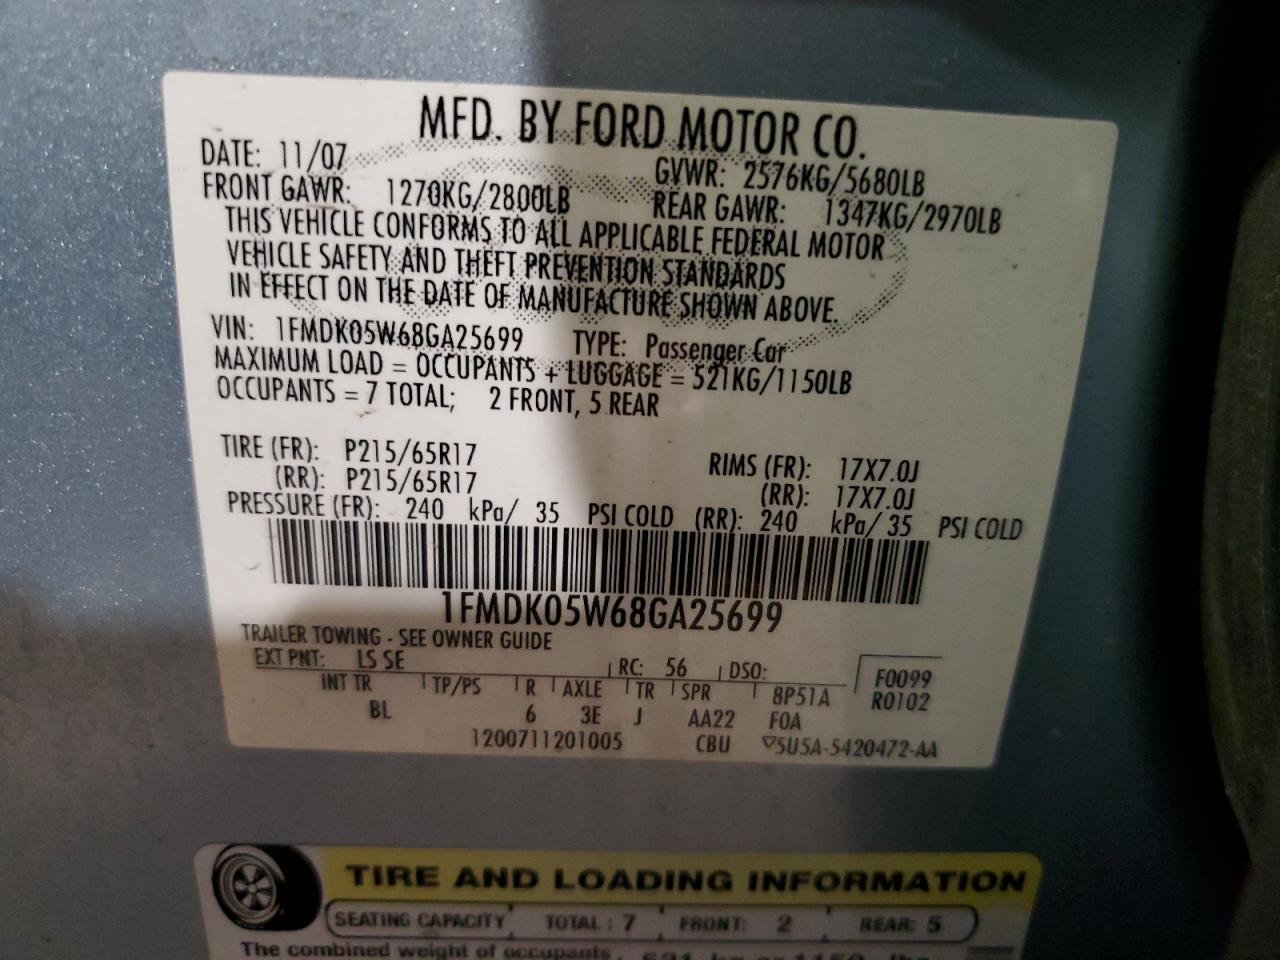 MFD. BY FORD MOTOR CO.
DATE: 11/07 GVWR: 2576KG/5680LB
FRONT GAWR: 1270KG/2800LB REAR GAWR: 1347KG/2970LB
THIS VEHICLE CONFORMS TO ALL APPLICABLE FEDERAL MOTOR
VEHICLE SAFETY AND THEFT PREVENTION STANDARDS
IN EFFECT ON THE DATE OF MANUFACTURE SHOWN ABOVE.
VIN: 1FMDK05W68GA25699 TYPE: Passenger Car
MAXIMUM LOAD = OCCUPANTS + LUGGAGE = 521KG/1150LB
OCCUPANTS = 7 TOTAL; 2 FRONT, 5 REAR
TIRE (FR): P215/65R17 RIMS (FR): 17X7.0J
(RR): P215/65R17 (RR): 17X7.0J
PRESSURE (FR): 240 kPa/ 35 PSI COLD (RR): 240 kPa/ 35 PSI COLD
1FMDK05W68GA25699
TRAILER TOWING - SEE OWNER GUIDE
EXT PNT: LS SE RC: 56 DSO: F0099
INT TR TP/PS R AXLE TR SPR 8P51A R0102
BL 6 3E J AA22 F0A
1200711201005 CBU ▽5U5A-5420472-AA
TIRE AND LOADING INFORMATION
SEATING CAPACITY TOTAL : 7 FRONT: 2 REAR: 5
The combined weight of occupants 521 kg or 1150 lbs